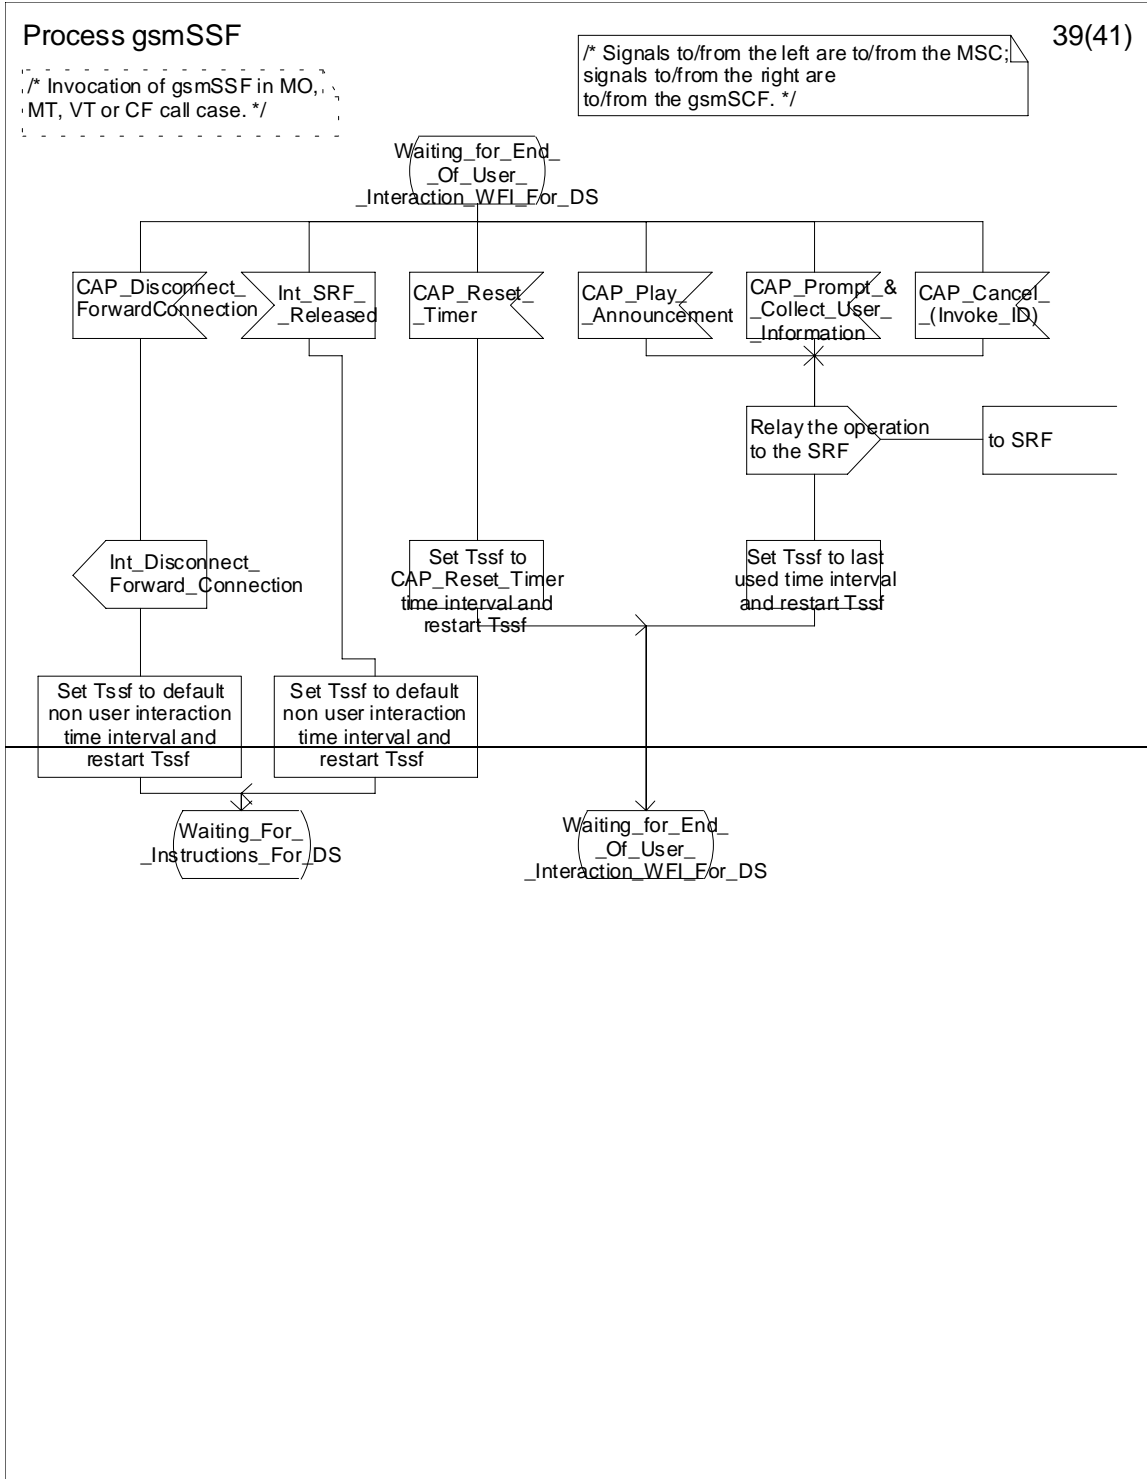 Process gsmSSF
39(41)
/* Invocation of gsmSSF in MO,
MT, VT or CF call case. */
/* Signals to/from the left are to/from the MSC;
signals to/from the right are
to/from the gsmSCF. */
Waiting_for_End_
_Of_User_
_Interaction_WFI_For_DS
CAP_Disconnect_
ForwardConnection
Int_SRF_
_Released
CAP_Reset_
_Timer
CAP_Play_
_Announcement
CAP_Prompt_&
_Collect_User_
_Information
CAP_Cancel_
_(Invoke_ID)
Relay the operation
to the SRF
to SRF
Int_Disconnect_
Forward_Connection
Set Tssf to
CAP_Reset_Timer
time interval and
restart Tssf
Set Tssf to last
used time interval
and restart Tssf
Set Tssf to default
non user interaction
time interval and
restart Tssf
Set Tssf to default
non user interaction
time interval and
restart Tssf
Waiting_For_
_Instructions_For_DS
Waiting_for_End_
_Of_User_
_Interaction_WFI_For_DS